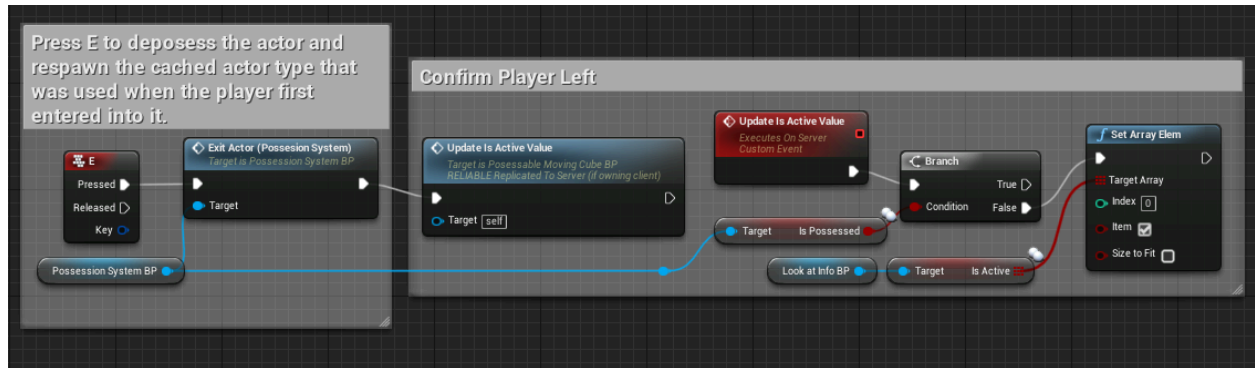 Press E to deposess the actor and
respawn the cached actor type that
was used when the player first
entered into it.
E
Pressed
Released
Key
Possession System BP
Exit Actor (Possesion System)
Target is Possession System BP
Target
Confirm Player Left
Update Is Active Value
Target is Posessable Moving Cube BP
RELIABLE Replicated To Server (if owning client)
Target self
Update Is Active Value
Executes On Server
Custom Event
Target Is Possessed
Look at Info BP
Target Is Active
Branch
True
Condition False
Set Array Elem
Target Array
Index 0
Item
Size to Fit